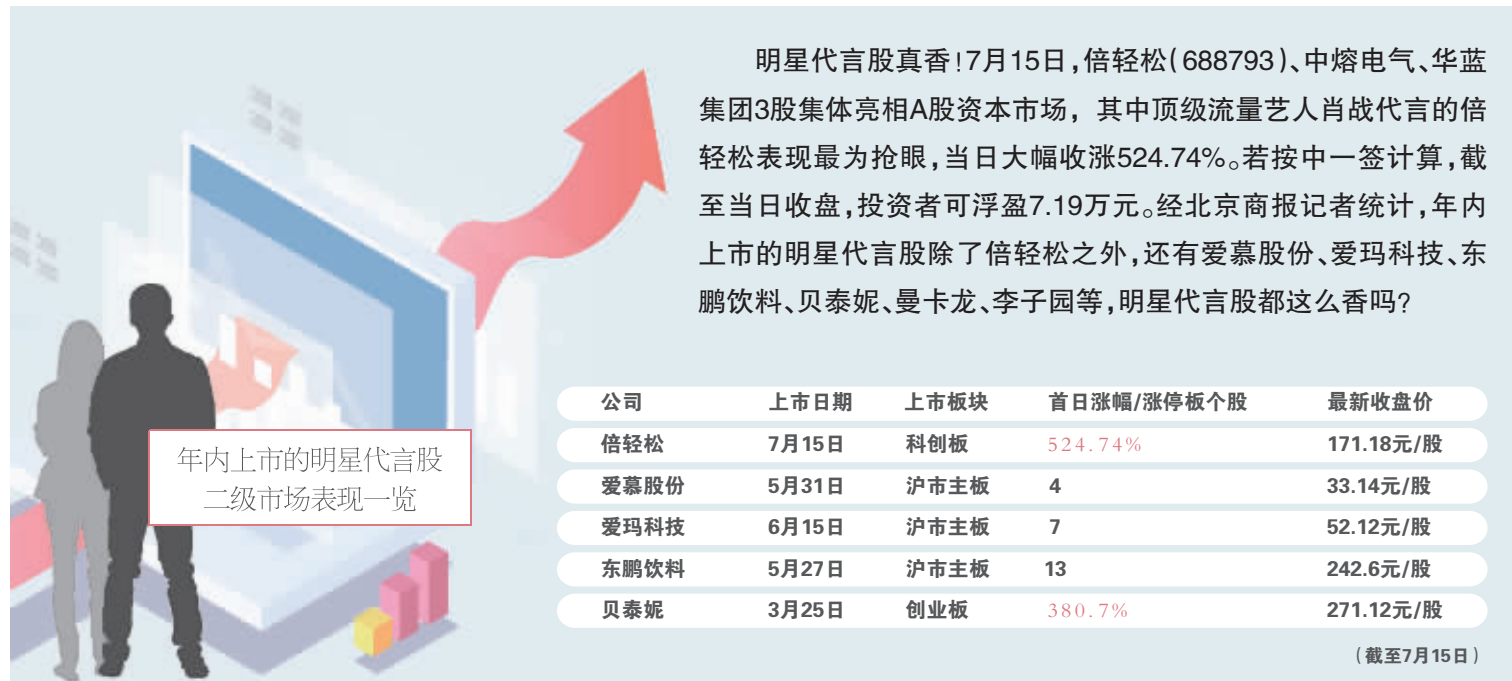 明星代言股真香！7月15日，倍轻松（688793）、中熔电气、华蓝
集团3股集体亮相A股资本市场，其中顶级流量艺人肖战代言的倍
轻松表现最为抢眼，当日大幅收涨524.74%。若按中一签计算，截
至当日收盘，投资者可浮盈7.19万元。经北京商报记者统计，年内
上市的明星代言股除了倍轻松之外，还有爱慕股份、爱玛科技、东
鹏饮料、贝泰妮、曼卡龙、李子园等，明星代言股都这么香吗？
年内上市的明星代言股
二级市场表现一览
公司 上市日期 上市板块 首日涨幅/涨停板个股 最新收盘价
倍轻松 7月15日 科创板 524.74% 171.18元/股
爱慕股份 5月31日 沪市主板 4 33.14元/股
爱玛科技 6月15日 沪市主板 7 52.12元/股
东鹏饮料 5月27日 沪市主板 13 242.6元/股
贝泰妮 3月25日 创业板 380.7% 271.12元/股
（截至7月15日）